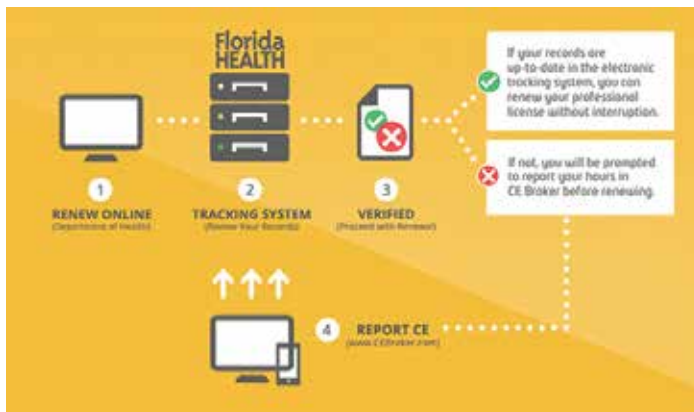 Florida
HEALTH
If your records are
up-to-date in the electronic
tracking system, you can
renew your professional
license without interruption.
If not, you will be prompted
to report your hours in
CE Broker before renewing.
1
RENEW ONLINE
(Department of Health)
2
TRACKING SYSTEM
(Review Your Records)
3
VERIFIED
(Proceed with Renewal)
4
REPORT CE
(www.CEBroker.com)